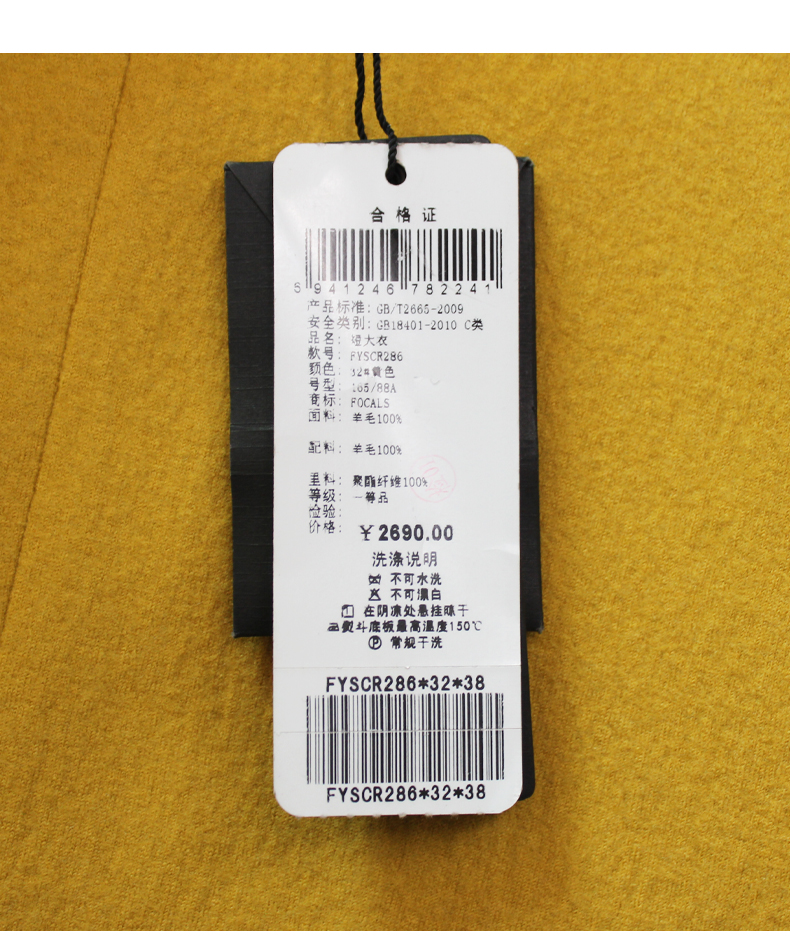 合格证
6941246782241
产品标准：GB/T2665-2009
安全类别：GB18401-2010 C类
品名：短大衣
款号：FYSCR286
颜色：32#黄色
号型：165/88A
商标：FOCALS
面料：羊毛100%
配料：羊毛100%
里料：聚酯纤维100%
等级：一等品
检验：
价格：￥2690.00
洗涤说明
不可水洗
不可漂白
在阴凉处悬挂晾干
熨斗底板最高温度150℃
Ⓟ 常规干洗
FYSCR286*32*38
FYSCR286*32*38